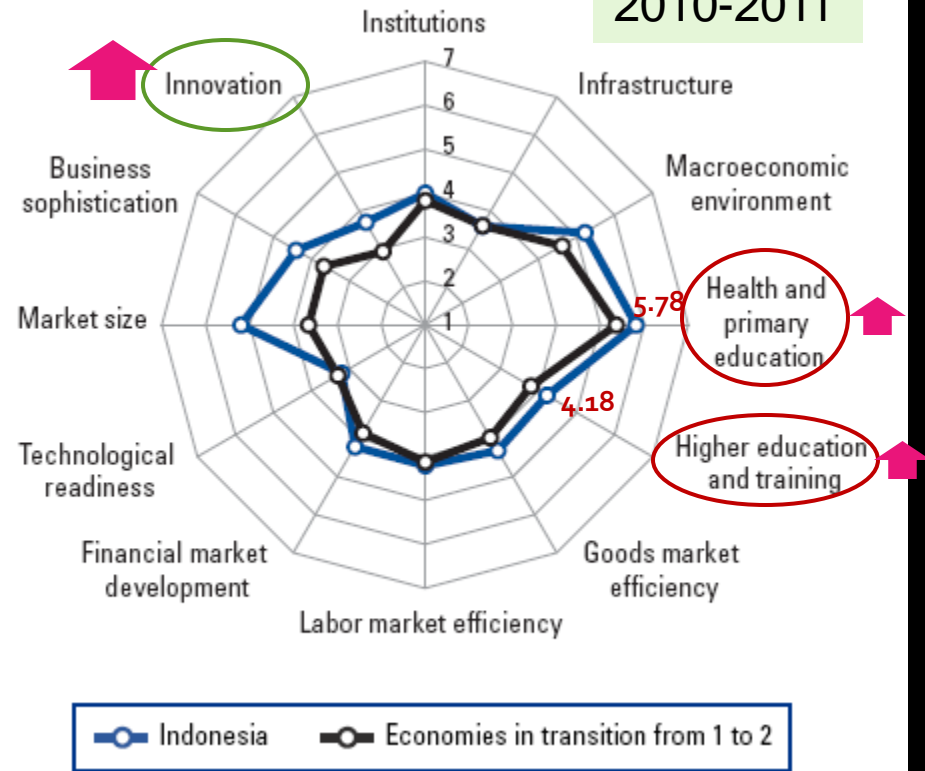 2010-2011
Institutions
Innovation
Infrastructure
Business
sophistication
Macroeconomic
environment
7
6
5
4
3
2
1
Market size
5.78
Health and
primary
education
4.18
Technological
readiness
Higher education
and training
Financial market
development
Goods market
efficiency
Labor market efficiency
Indonesia
Economies in transition from 1 to 2